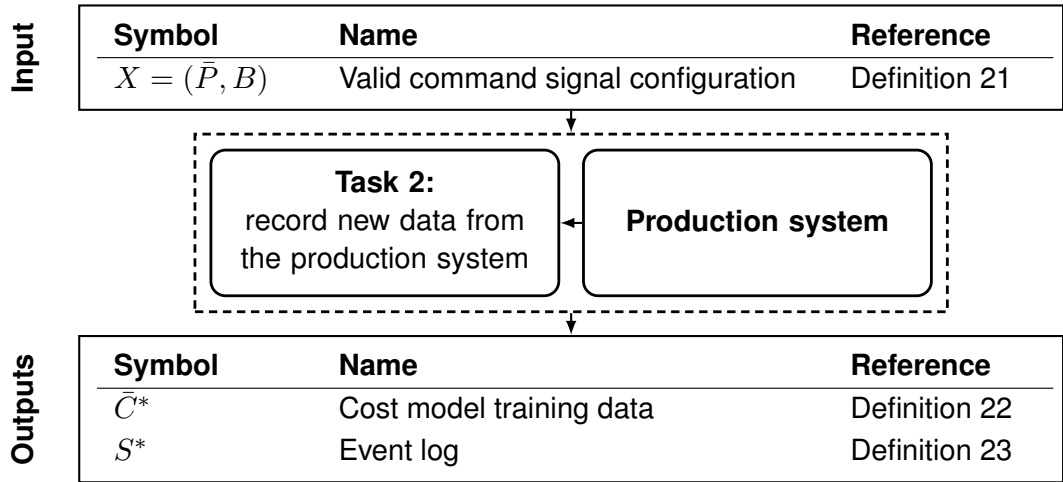 Input
Symbol Name Reference
X = (P̄, B) Valid command signal configuration Definition 21
Task 2:
record new data from
the production system
Production system
Outputs
Symbol Name Reference
C̄* Cost model training data Definition 22
S* Event log Definition 23